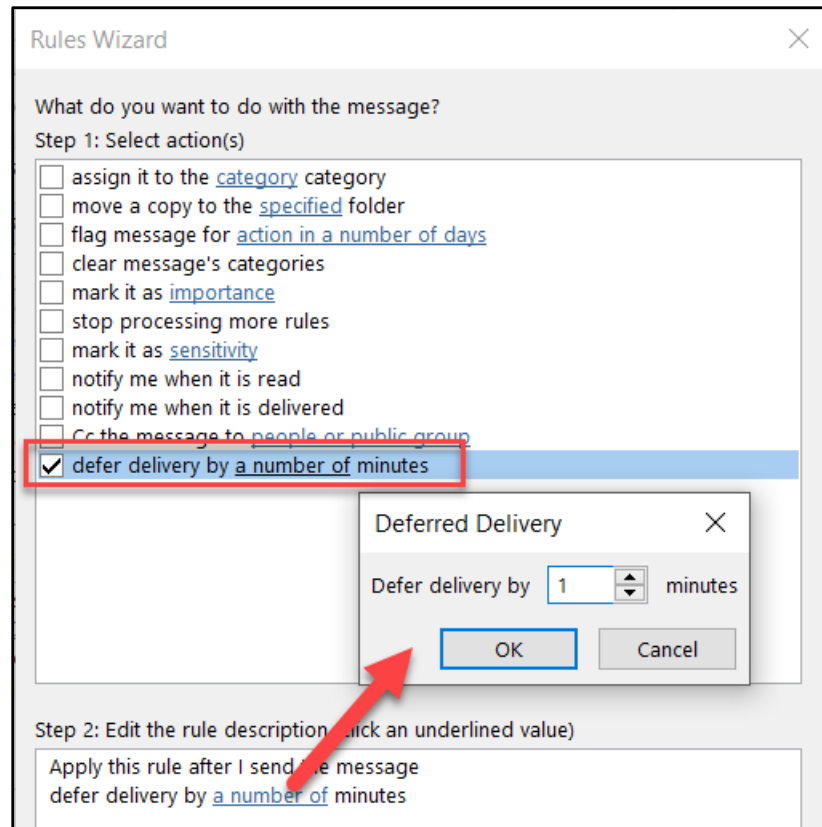 Rules Wizard
What do you want to do with the message?
Step 1: Select action(s)
assign it to the category category
move a copy to the specified folder
flag message for action in a number of days
clear message's categories
mark it as importance
stop processing more rules
mark it as sensitivity
notify me when it is read
notify me when it is delivered
Cc the message to people or public group
defer delivery by a number of minutes
Deferred Delivery
Defer delivery by 1 minutes
OK Cancel
Step 2: Edit the rule description (click an underlined value)
Apply this rule after I send the message
defer delivery by a number of minutes